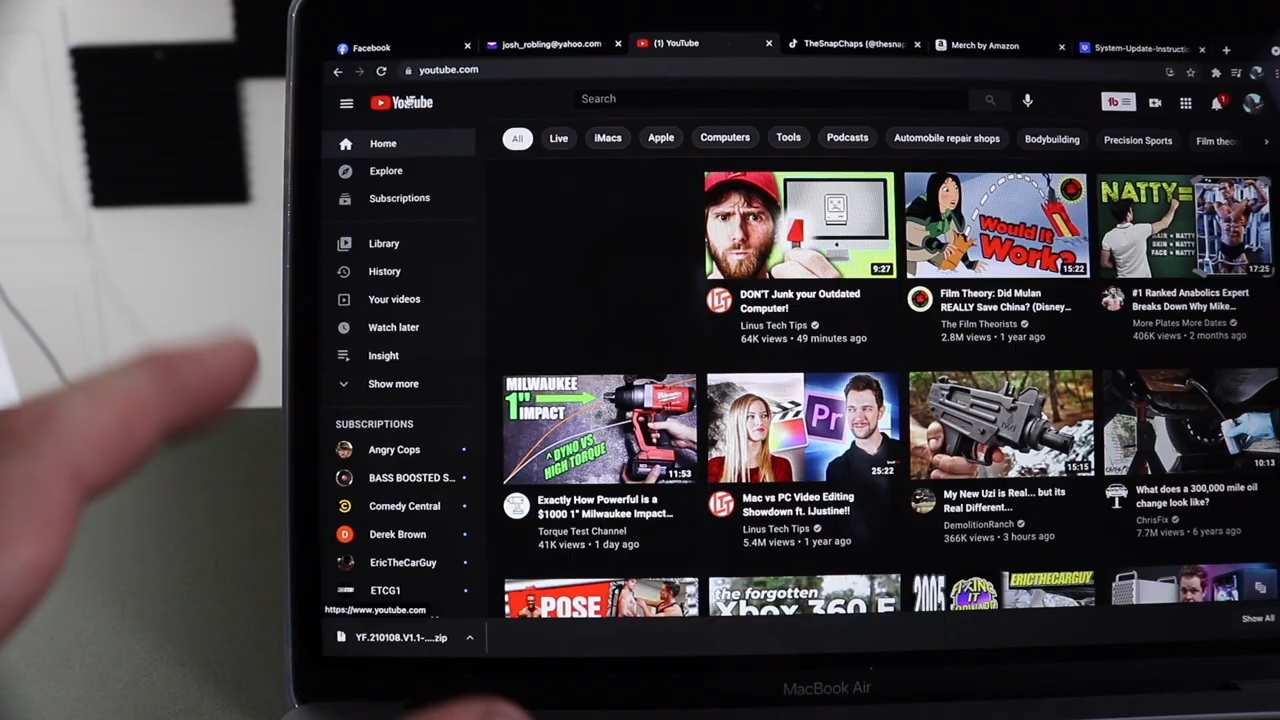 Facebook
josh_robling@yahoo.com
(1) YouTube
TheSnapChaps (@thesnap
Merch by Amazon
System-Update-Instructic
youtube.com
YouTube
Search
Home
Explore
Subscriptions
Library
History
Your videos
Watch later
Insight
Show more
SUBSCRIPTIONS
Angry Cops
BASS BOOSTED S...
Comedy Central
Derek Brown
EricTheCarGuy
ETCG1
https://www.youtube.com
YF.210108.V1.1-....zip
All
Live
iMacs
Apple
Computers
Tools
Podcasts
Automobile repair shops
Bodybuilding
Precision Sports
Film theo
9:27
DON'T Junk your Outdated
Computer!
Linus Tech Tips
64K views • 49 minutes ago
Would it
Work?
15:22
Film Theory: Did Mulan
REALLY Save China? (Disney...
The Film Theorists
2.8M views • 1 year ago
NATTY=
HAIR = NATTY
SKIN = NATTY
FACE = NATTY
17:25
#1 Ranked Anabolics Expert
Breaks Down Why Mike...
More Plates More Dates
406K views • 2 months ago
MILWAUKEE
1" IMPACT
^ DYNO VS
HIGH TORQUE
11:53
Exactly How Powerful is a
$1000 1" Milwaukee Impact...
Torque Test Channel
41K views • 1 day ago
Pr
25:22
Mac vs PC Video Editing
Showdown ft. iJustine!!
Linus Tech Tips
5.4M views • 1 year ago
15:15
My New Uzi is Real... but its
Real Different...
DemolitionRanch
366K views • 3 hours ago
10:13
What does a 300,000 mile oil
change look like?
ChrisFix
7.7M views • 6 years ago
POSE
the forgotten
Xbox 360 E
2005
ERICTHECARGUY
Show All
MacBook Air